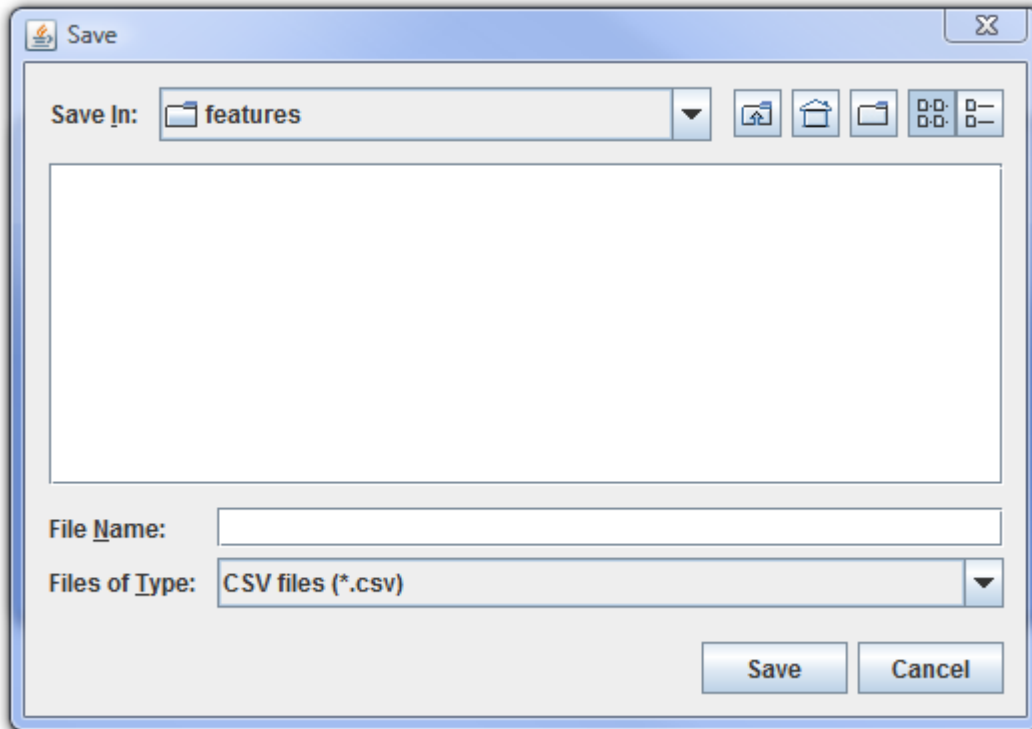 Save
Save In: features
File Name:
Files of Type: CSV files (*.csv)
Save Cancel